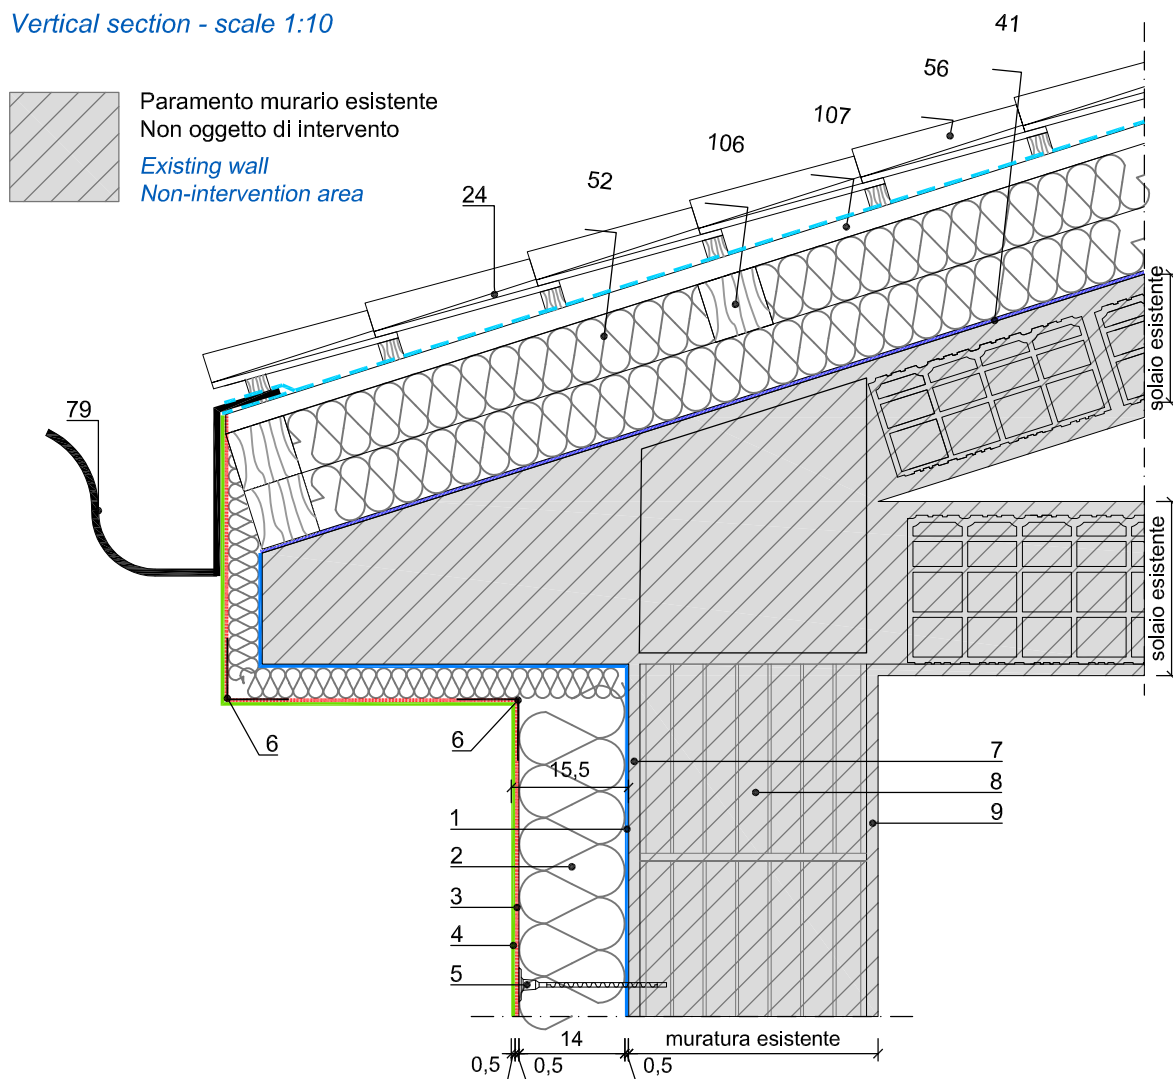 Vertical section - scale 1:10
Paramento murario esistente
Non oggetto di intervento
Existing wall
Non-intervention area
41
56
107
106
52
24
79
solaio esistente
solaio esistente
6
6
7
15,5
8
1
9
2
3
4
5
14
muratura esistente
0,5
0,5
0,5